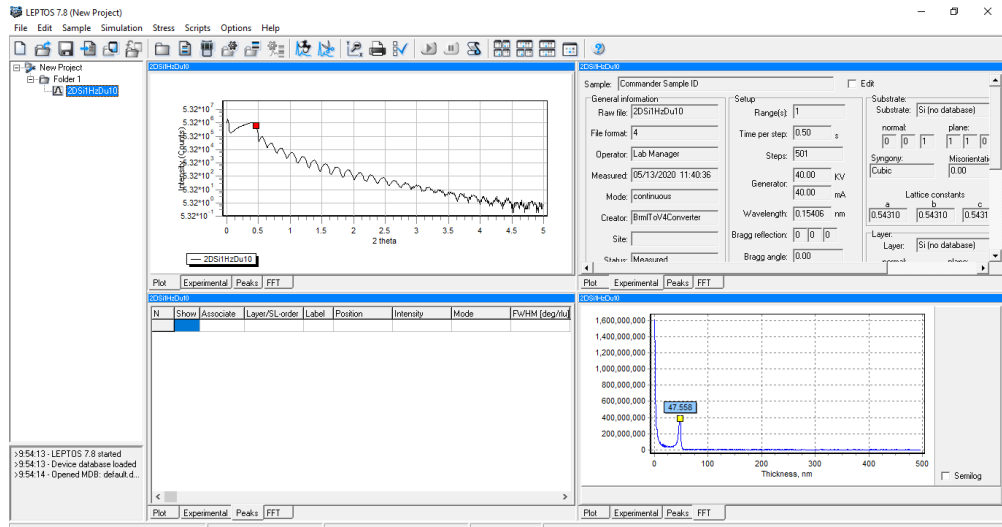 LEPTOS 7.8 (New Project)
File Edit Sample Simulation Stress Scripts Options Help
New Project
Folder 1
2DSi1HzDu10
>9:54:13 - LEPTOS 7.8 started
>9:54:13 - Device database loaded
>9:54:14 - Opened MDB: default.d...
2DSi1HzDu10
Intensity, (Counts)
5.32*10 7
5.32*10 6
5.32*10 5
5.32*10 4
5.32*10 3
5.32*10 2
5.32*10 1
5.32*10
5.32*10 1
0 0.5 1 1.5 2 2.5 3 3.5 4 4.5 5
2 theta
2DSi1HzDu10
Plot Experimental Peaks FFT
2DSi1HzDu10
Sample: Commander Sample ID Edit
General information
Raw file: 2DSi1HzDu10
File format: 4
Operator: Lab Manager
Measured: 05/13/2020 11:40:36
Mode: continuous
Creator: BrmlToV4Converter
Site:
Status: Measured
Setup
Range(s): 1
Time per step: 0.50 s
Steps: 501
Generator: 40.00 KV
40.00 mA
Wavelength: 0.15406 nm
Bragg reflection: 0 0 0
Bragg angle: 0.00
Substrate:
Substrate: Si (no database)
normal: plane:
0 0 1 1 1 0
Syngony: Misorientati
Cubic 0.00
Lattice constants
a b c
0.54310 0.54310 0.5431
Layer:
Layer: Si (no database)
normal: plane:
Plot Experimental Peaks FFT
2DSi1HzDu10
N Show Associate Layer/SL-order Label Position Intensity Mode FWHM [deg/rlu]
Plot Experimental Peaks FFT
2DSi1HzDu10
1,600,000,000
1,400,000,000
1,200,000,000
1,000,000,000
800,000,000
600,000,000
400,000,000
200,000,000
0
47.558
0 100 200 300 400 500
Thickness, nm
Semilog
Plot Experimental Peaks FFT